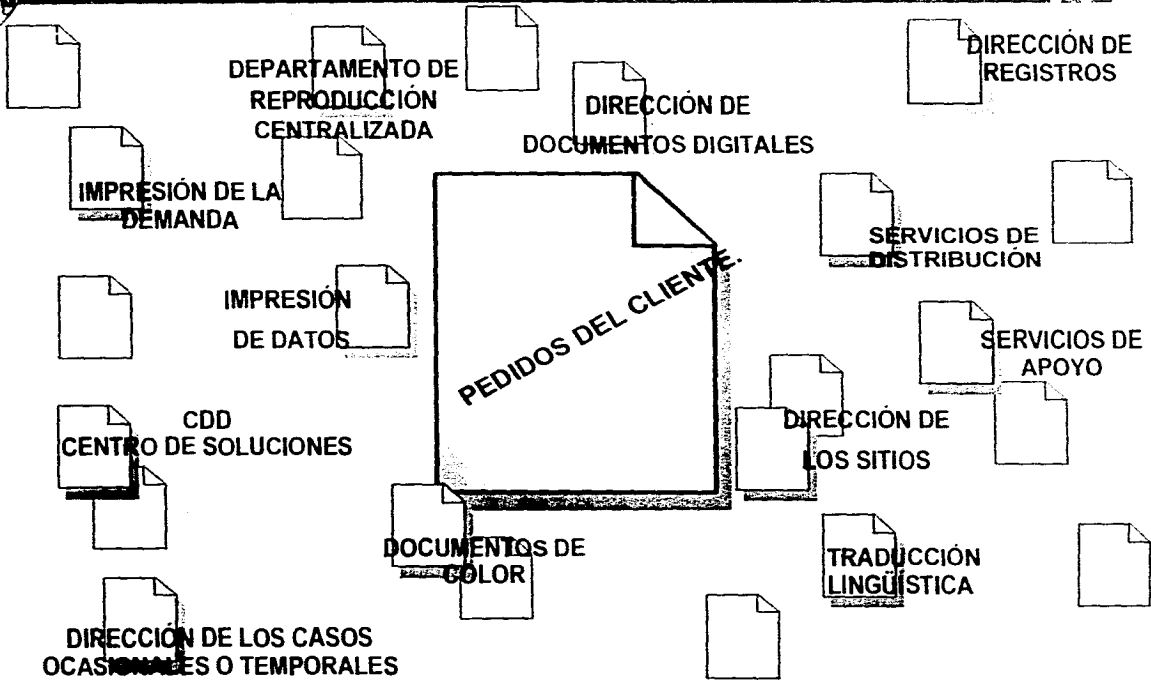 DEPARTAMENTO DE
REPRODUCCIÓN
CENTRALIZADA
DIRECCIÓN DE
DOCUMENTOS DIGITALES
DIRECCIÓN DE
REGISTROS
IMPRESIÓN DE LA
DEMANDA
SERVICIOS DE
DISTRIBUCIÓN
IMPRESIÓN
DE DATOS
PEDIDOS DEL CLIENTE.
SERVICIOS DE
APOYO
CDD
CENTRO DE SOLUCIONES
DIRECCIÓN DE
LOS SITIOS
DOCUMENTOS DE
COLOR
TRADUCCIÓN
LINGÜÍSTICA
DIRECCIÓN DE LOS CASOS
OCASIONALES O TEMPORALES